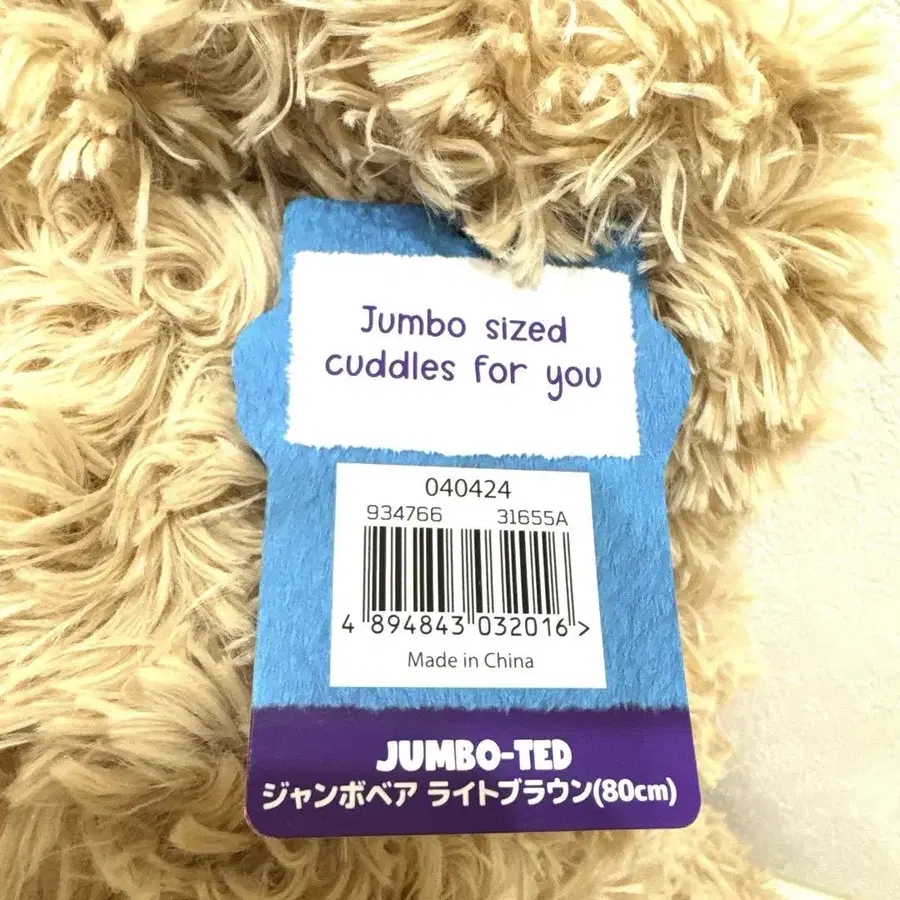 Jumbo sized
cuddles for you
040424
934766 31655A
4 894843 032016 >
Made in China
JUMBO-TED
ジャンボベア ライトブラウン(80cm)